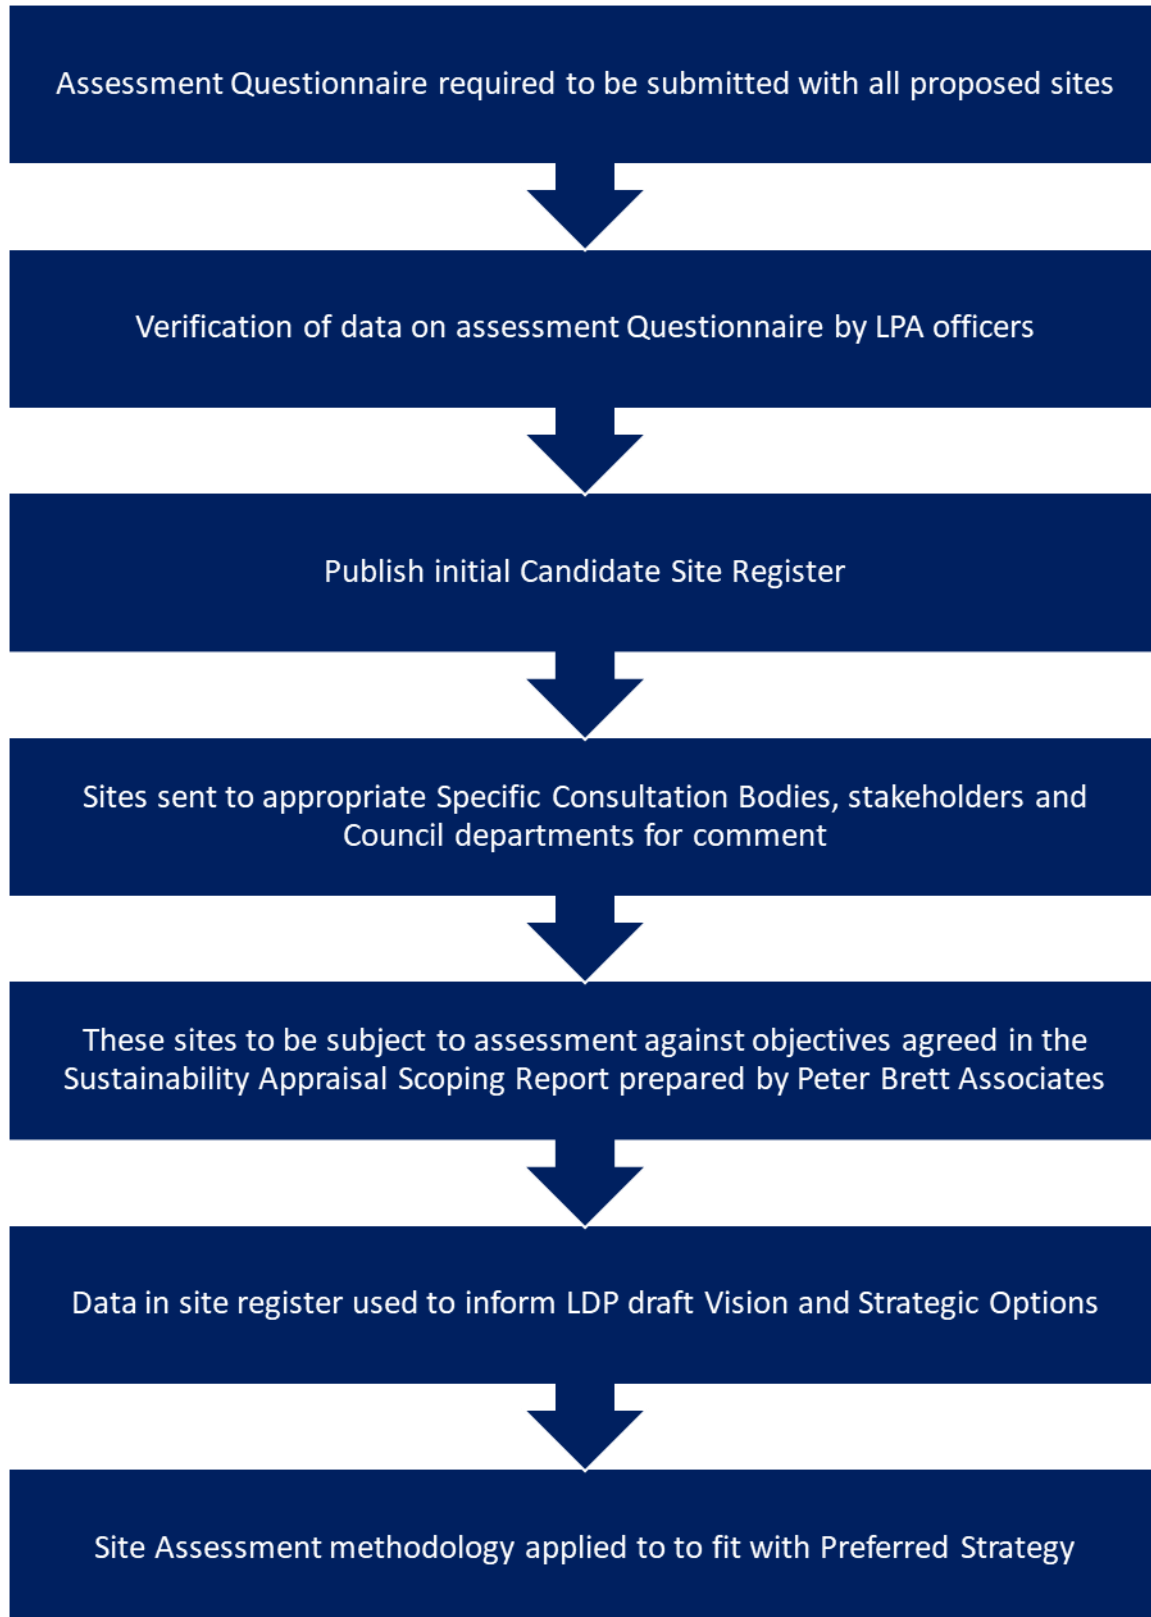 Assessment Questionnaire required to be submitted with all proposed sites
Verification of data on assessment Questionnaire by LPA officers
Publish initial Candidate Site Register
Sites sent to appropriate Specific Consultation Bodies, stakeholders and
Council departments for comment
These sites to be subject to assessment against objectives agreed in the
Sustainability Appraisal Scoping Report prepared by Peter Brett Associates
Data in site register used to inform LDP draft Vision and Strategic Options
Site Assessment methodology applied to to fit with Preferred Strategy